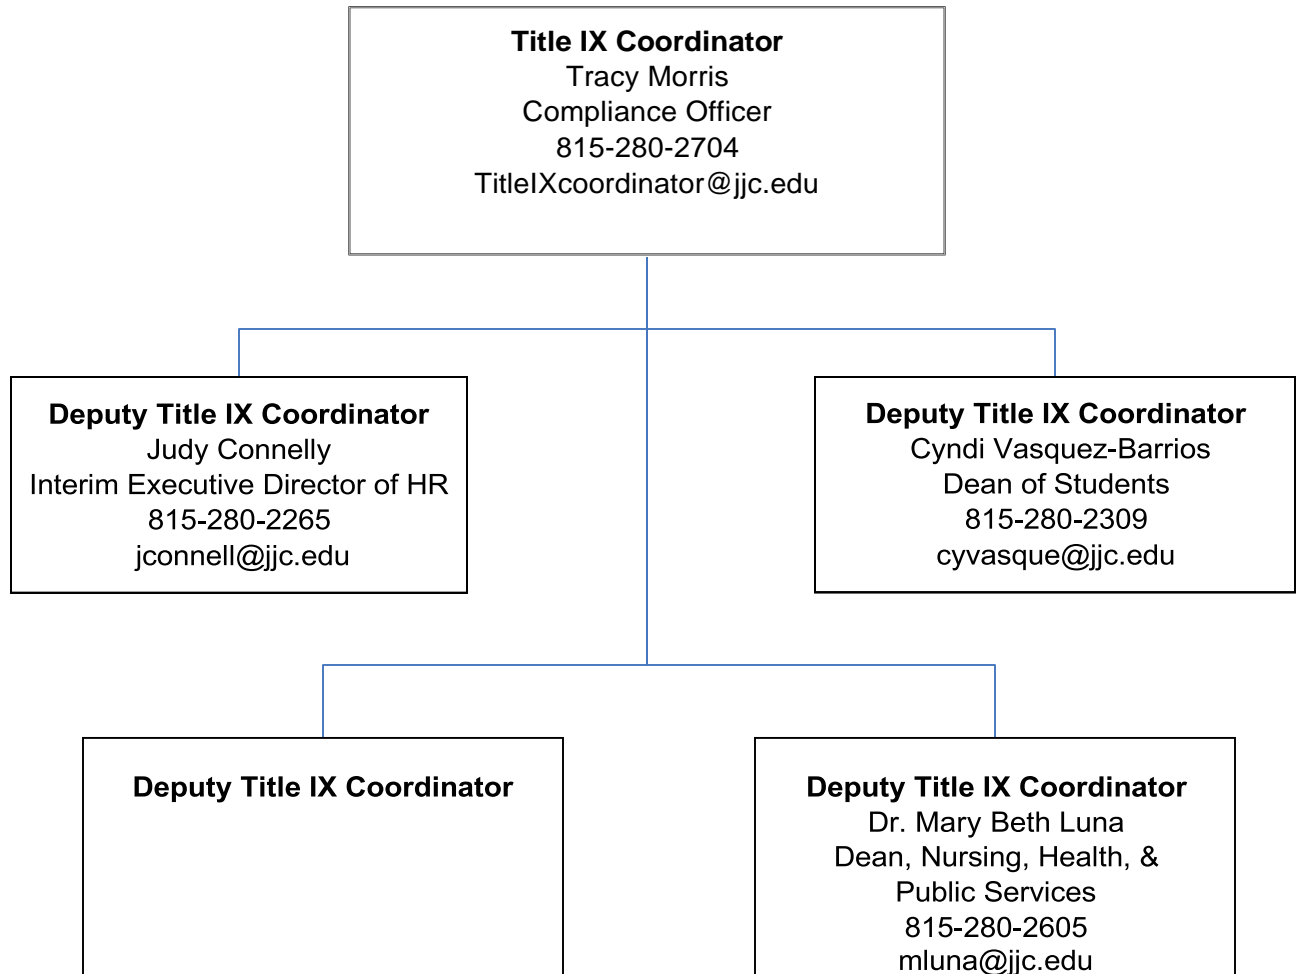 Title IX Coordinator
Tracy Morris
Compliance Officer
815-280-2704
TitleIXcoordinator@jjc.edu
Deputy Title IX Coordinator
Judy Connelly
Interim Executive Director of HR
815-280-2265
jconnell@jjc.edu
Deputy Title IX Coordinator
Cyndi Vasquez-Barrios
Dean of Students
815-280-2309
cyvasque@jjc.edu
Deputy Title IX Coordinator
Deputy Title IX Coordinator
Dr. Mary Beth Luna
Dean, Nursing, Health, &
Public Services
815-280-2605
mluna@jjc.edu